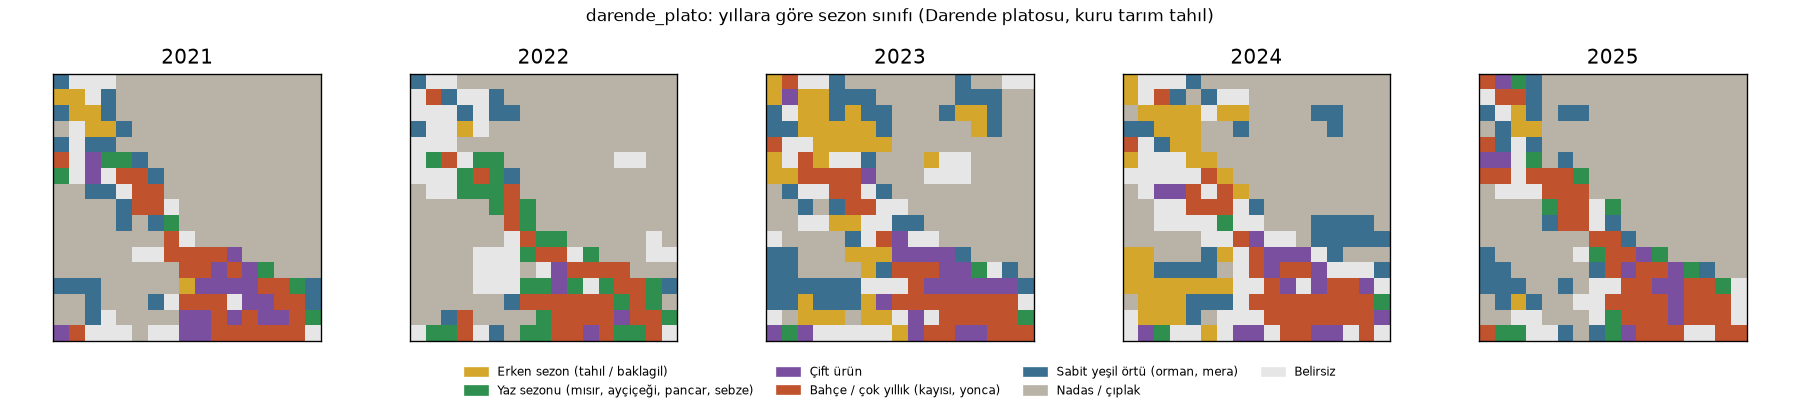 darende_plato: yıllara göre sezon sınıfı (Darende platosu, kuru tarım tahıl)
2021 2022 2023 2024 2025
Erken sezon (tahıl / baklagil) Çift ürün Sabit yeşil örtü (orman, mera) Belirsiz
Yaz sezonu (mısır, ayçiçeği, pancar, sebze) Bahçe / çok yıllık (kayısı, yonca) Nadas / çıplak